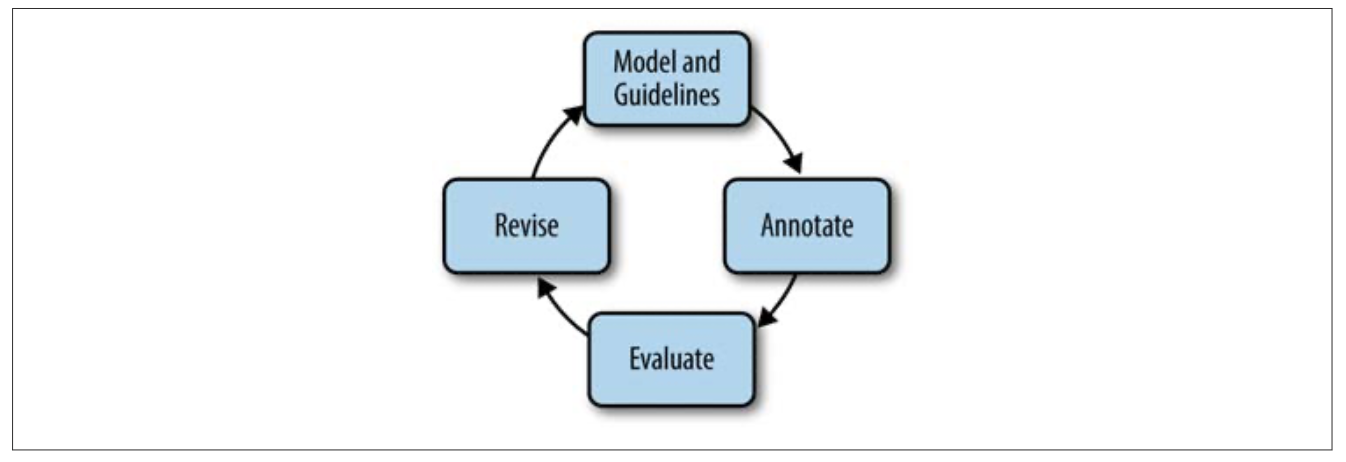 Model and
Guidelines
Revise
Annotate
Evaluate